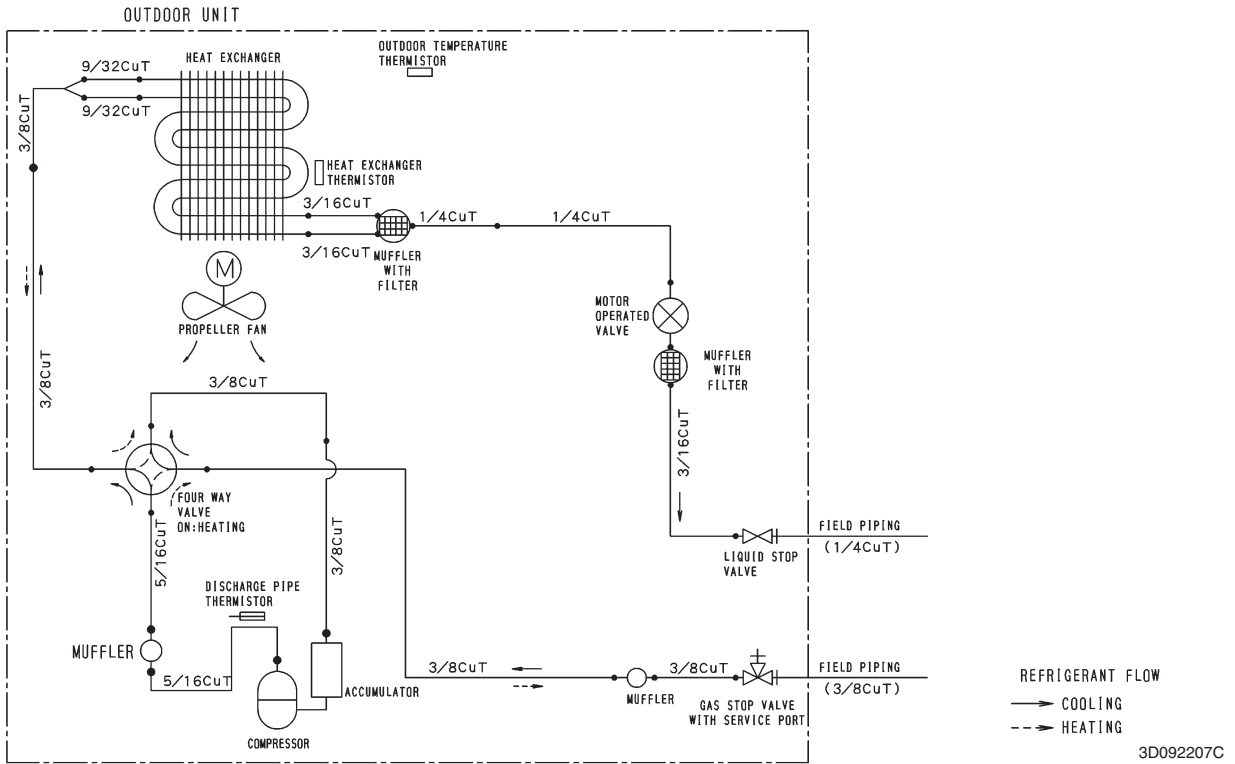 OUTDOOR UNIT
HEAT EXCHANGER
OUTDOOR TEMPERATURE
THERMISTOR
9/32CuT
9/32CuT
3/8CuT
HEAT EXCHANGER
THERMISTOR
3/16CuT
3/16CuT
1/4CuT
1/4CuT
MUFFLER
WITH
FILTER
M
PROPELLER FAN
MOTOR
OPERATED
VALVE
MUFFLER
WITH
FILTER
3/8CuT
3/8CuT
3/16CuT
FOUR WAY
VALVE
ON:HEATING
5/16CuT
3/8CuT
FIELD PIPING
(1/4CuT)
LIQUID STOP
VALVE
DISCHARGE PIPE
THERMISTOR
MUFFLER
5/16CuT
ACCUMULATOR
COMPRESSOR
3/8CuT
3/8CuT
MUFFLER
GAS STOP VALVE
WITH SERVICE PORT
FIELD PIPING
(3/8CuT)
REFRIGERANT FLOW
COOLING
HEATING
3D092207C